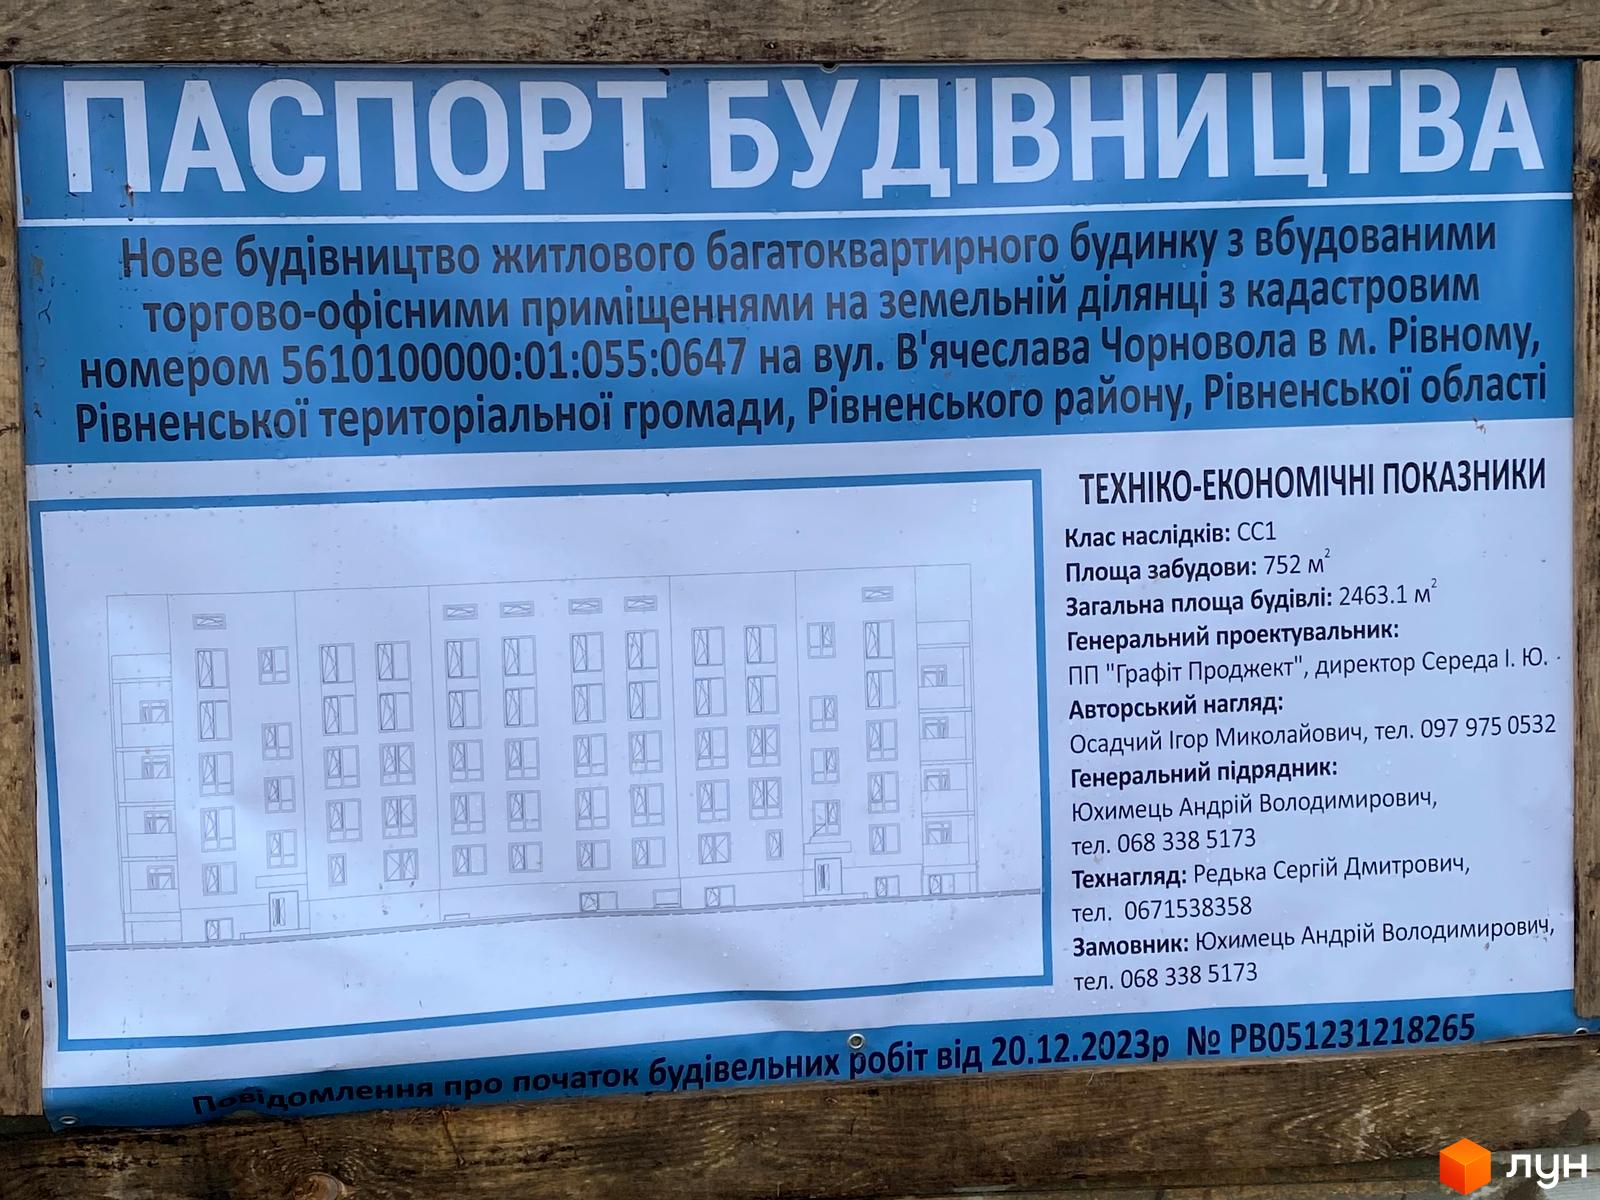 ПАСПОРТ БУДІВНИЦТВА
Нове будівництво житлового багатоквартирного будинку з вбудованими
торгово-офісними приміщеннями на земельній ділянці з кадастровим
номером 5610100000:01:055:0647 на вул. В'ячеслава Чорновола в м. Рівному,
Рівненської територіальної громади, Рівненського району, Рівненської області
ТЕХНІКО-ЕКОНОМІЧНІ ПОКАЗНИКИ
Клас наслідків: СС1
Площа забудови: 752 м²
Загальна площа будівлі: 2463.1 м²
Генеральний проектувальник:
ПП "Графіт Проджект", директор Середа І. Ю.
Авторський нагляд:
Осадчий Ігор Миколайович, тел. 097 975 0532
Генеральний підрядник:
Юхимець Андрій Володимирович,
тел. 068 338 5173
Технагляд: Редька Сергій Дмитрович,
тел. 0671538358
Замовник: Юхимець Андрій Володимирович,
тел. 068 338 5173
Повідомлення про початок будівельних робіт від 20.12.2023р № РВ051231218265
лун